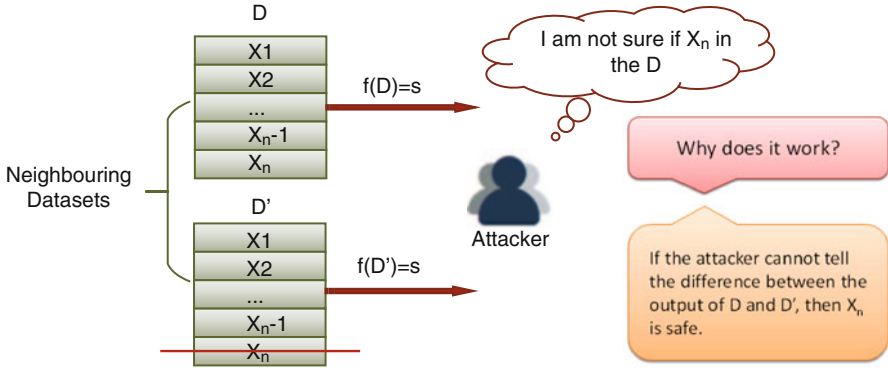 D
X1
X2
...
Xn-1
Xn
f(D)=s
Neighbouring
Datasets
D'
X1
X2
...
Xn-1
Xn
f(D')=s
I am not sure if Xn in
the D
Attacker
Why does it work?
If the attacker cannot tell
the difference between the
output of D and D', then Xn
is safe.